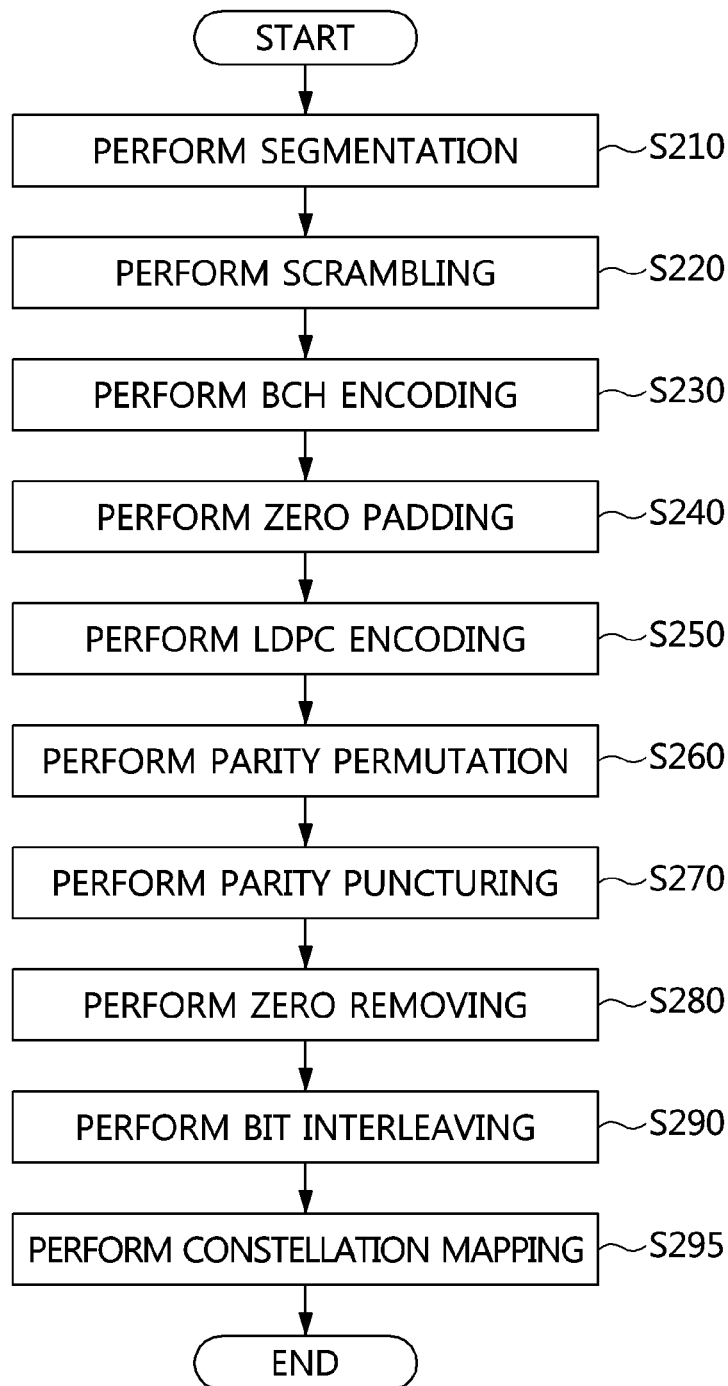 START
PERFORM SEGMENTATION S210
PERFORM SCRAMBLING S220
PERFORM BCH ENCODING S230
PERFORM ZERO PADDING S240
PERFORM LDPC ENCODING S250
PERFORM PARITY PERMUTATION S260
PERFORM PARITY PUNCTURING S270
PERFORM ZERO REMOVING S280
PERFORM BIT INTERLEAVING S290
PERFORM CONSTELLATION MAPPING S295
END